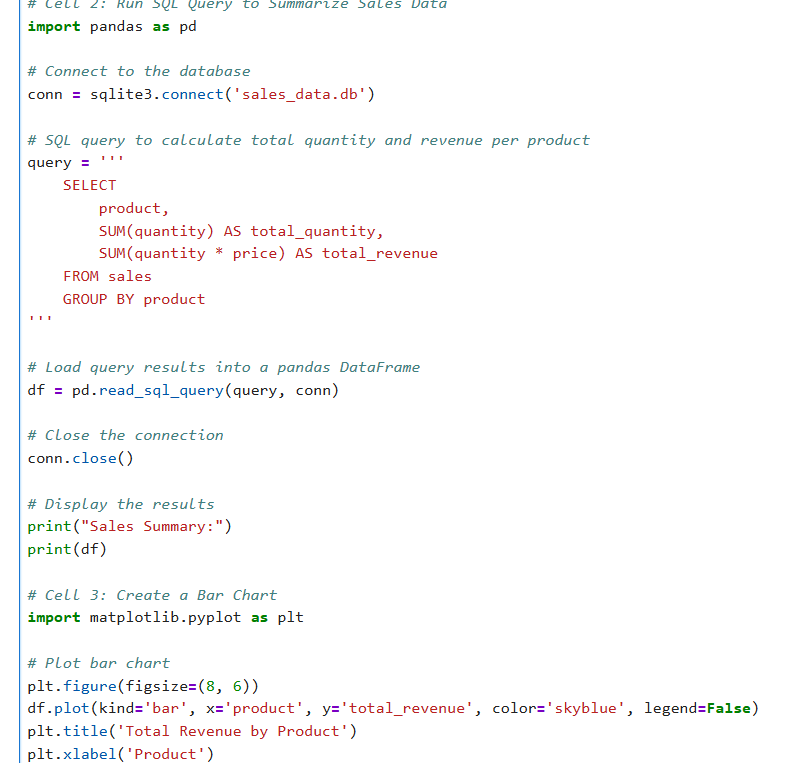 # Cell 2: Run SQL Query to Summarize Sales Data
import pandas as pd
# Connect to the database
conn = sqlite3.connect('sales_data.db')
# SQL query to calculate total quantity and revenue per product
query = '''
    SELECT
        product,
        SUM(quantity) AS total_quantity,
        SUM(quantity * price) AS total_revenue
    FROM sales
    GROUP BY product
'''
# Load query results into a pandas DataFrame
df = pd.read_sql_query(query, conn)
# Close the connection
conn.close()
# Display the results
print("Sales Summary:")
print(df)
# Cell 3: Create a Bar Chart
import matplotlib.pyplot as plt
# Plot bar chart
plt.figure(figsize=(8, 6))
df.plot(kind='bar', x='product', y='total_revenue', color='skyblue', legend=False)
plt.title('Total Revenue by Product')
plt.xlabel('Product')